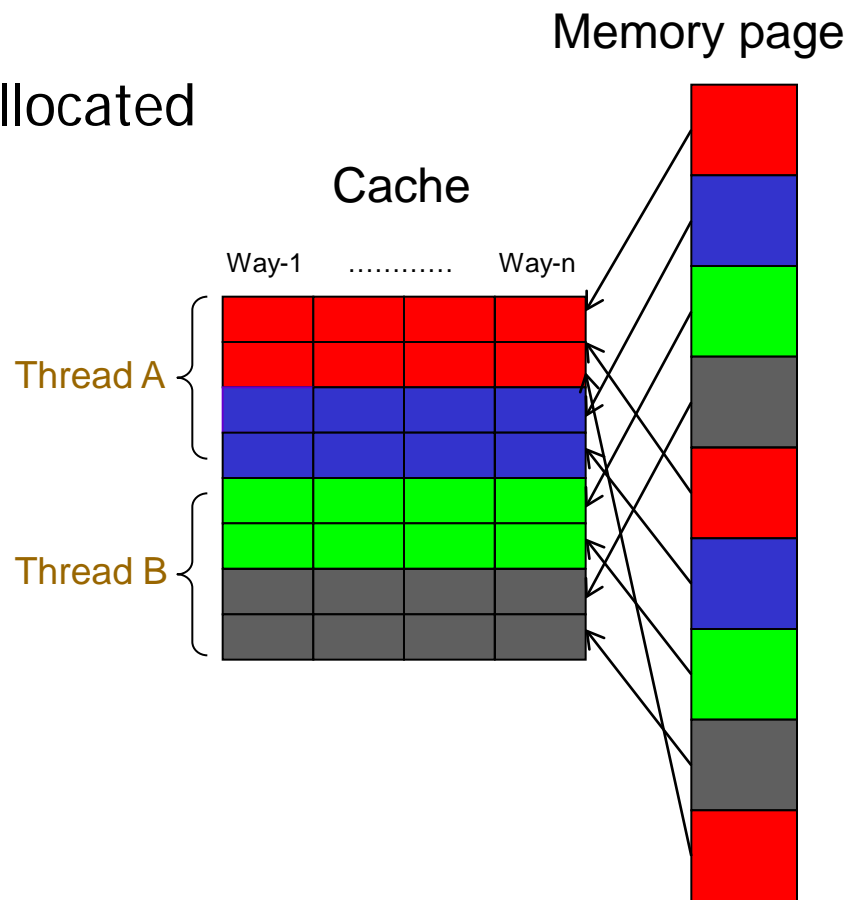 Memory page
llocated
Cache
Way-1 ............ Way-n
Thread A
Thread B